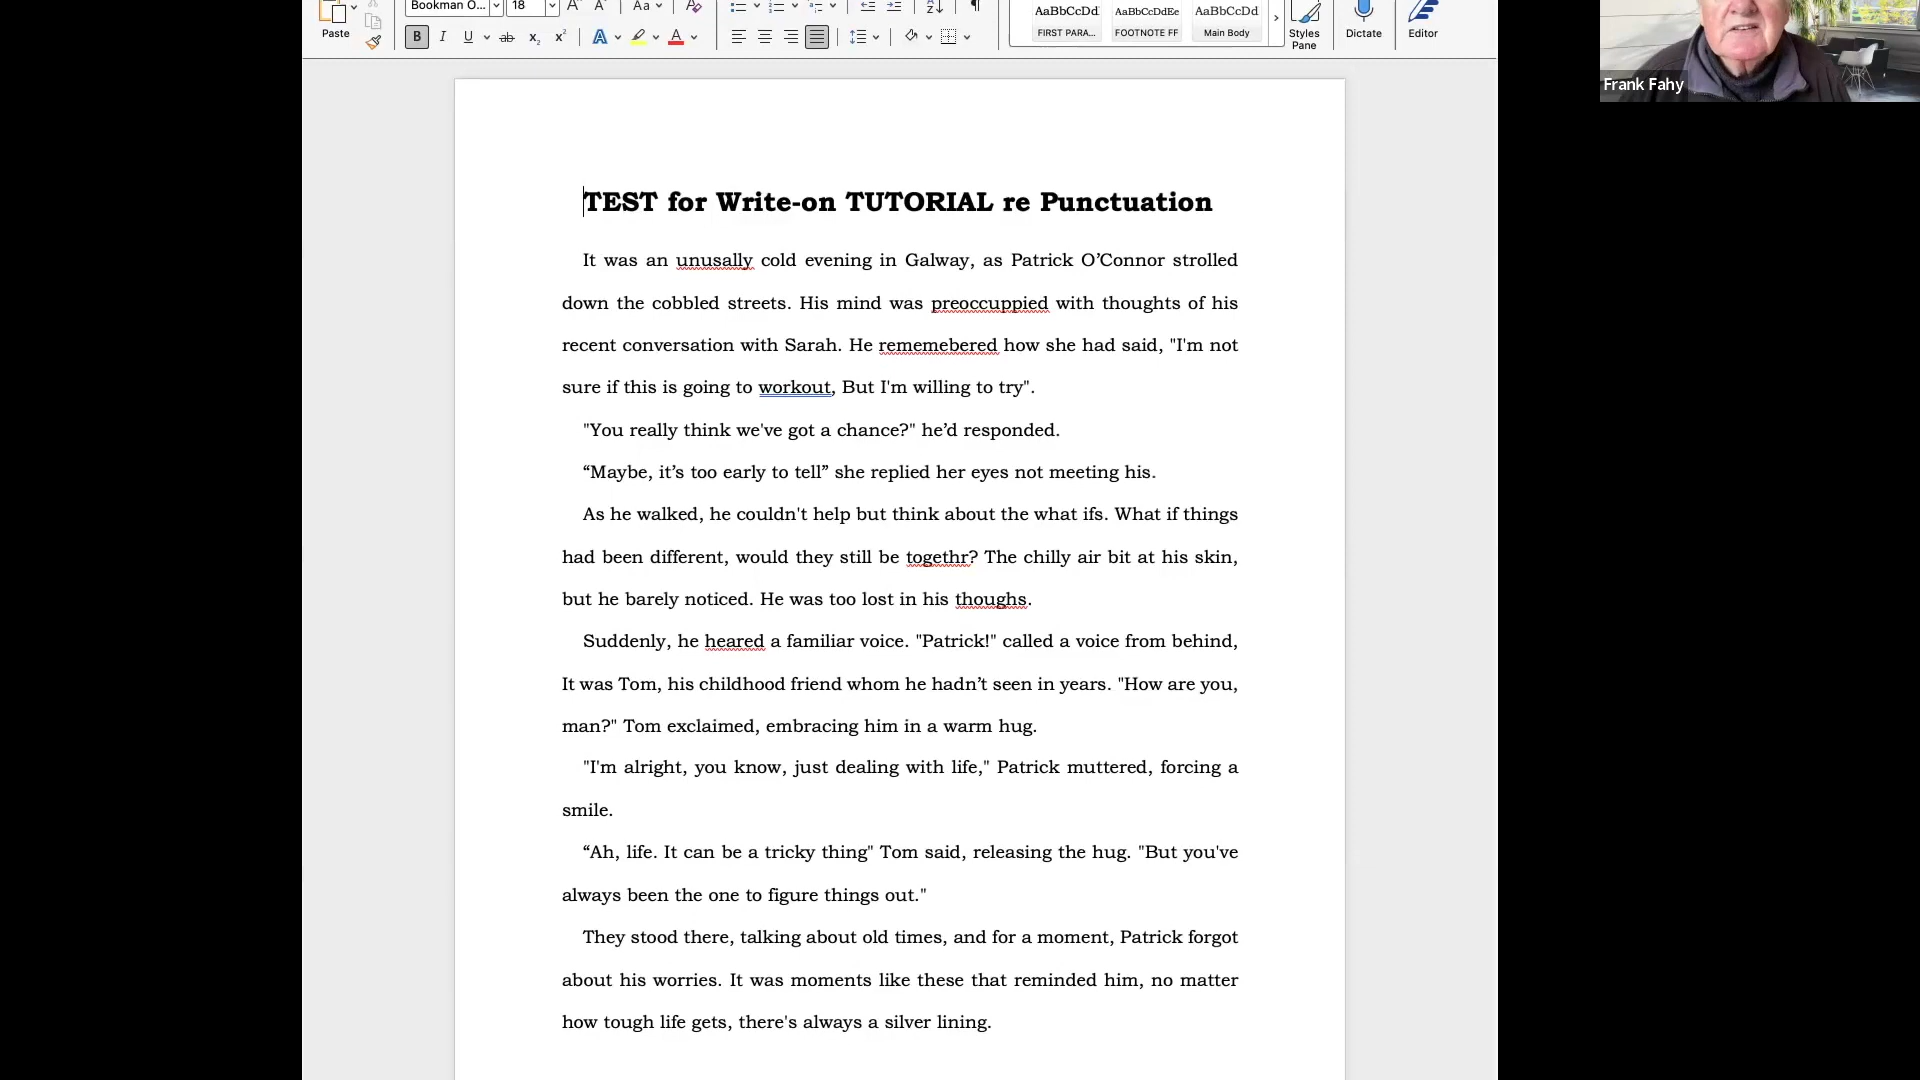 Bookman O... 18 A A Aa A
Paste
B I U ab x₂ x² A A
AaBbCcDd AaBbCcDdEe AaBbCcDd
FIRST PARA... FOOTNOTE FF Main Body
Styles
Pane
Dictate
Editor
Frank Fahy
TEST for Write-on TUTORIAL re Punctuation
It was an unusally cold evening in Galway, as Patrick O’Connor strolled
down the cobbled streets. His mind was preoccuppied with thoughts of his
recent conversation with Sarah. He rememebered how she had said, "I'm not
sure if this is going to workout, But I'm willing to try".
"You really think we've got a chance?" he’d responded.
“Maybe, it’s too early to tell” she replied her eyes not meeting his.
As he walked, he couldn't help but think about the what ifs. What if things
had been different, would they still be togethr? The chilly air bit at his skin,
but he barely noticed. He was too lost in his thoughs.
Suddenly, he heared a familiar voice. "Patrick!" called a voice from behind,
It was Tom, his childhood friend whom he hadn’t seen in years. "How are you,
man?" Tom exclaimed, embracing him in a warm hug.
"I'm alright, you know, just dealing with life," Patrick muttered, forcing a
smile.
“Ah, life. It can be a tricky thing" Tom said, releasing the hug. "But you've
always been the one to figure things out."
They stood there, talking about old times, and for a moment, Patrick forgot
about his worries. It was moments like these that reminded him, no matter
how tough life gets, there's always a silver lining.